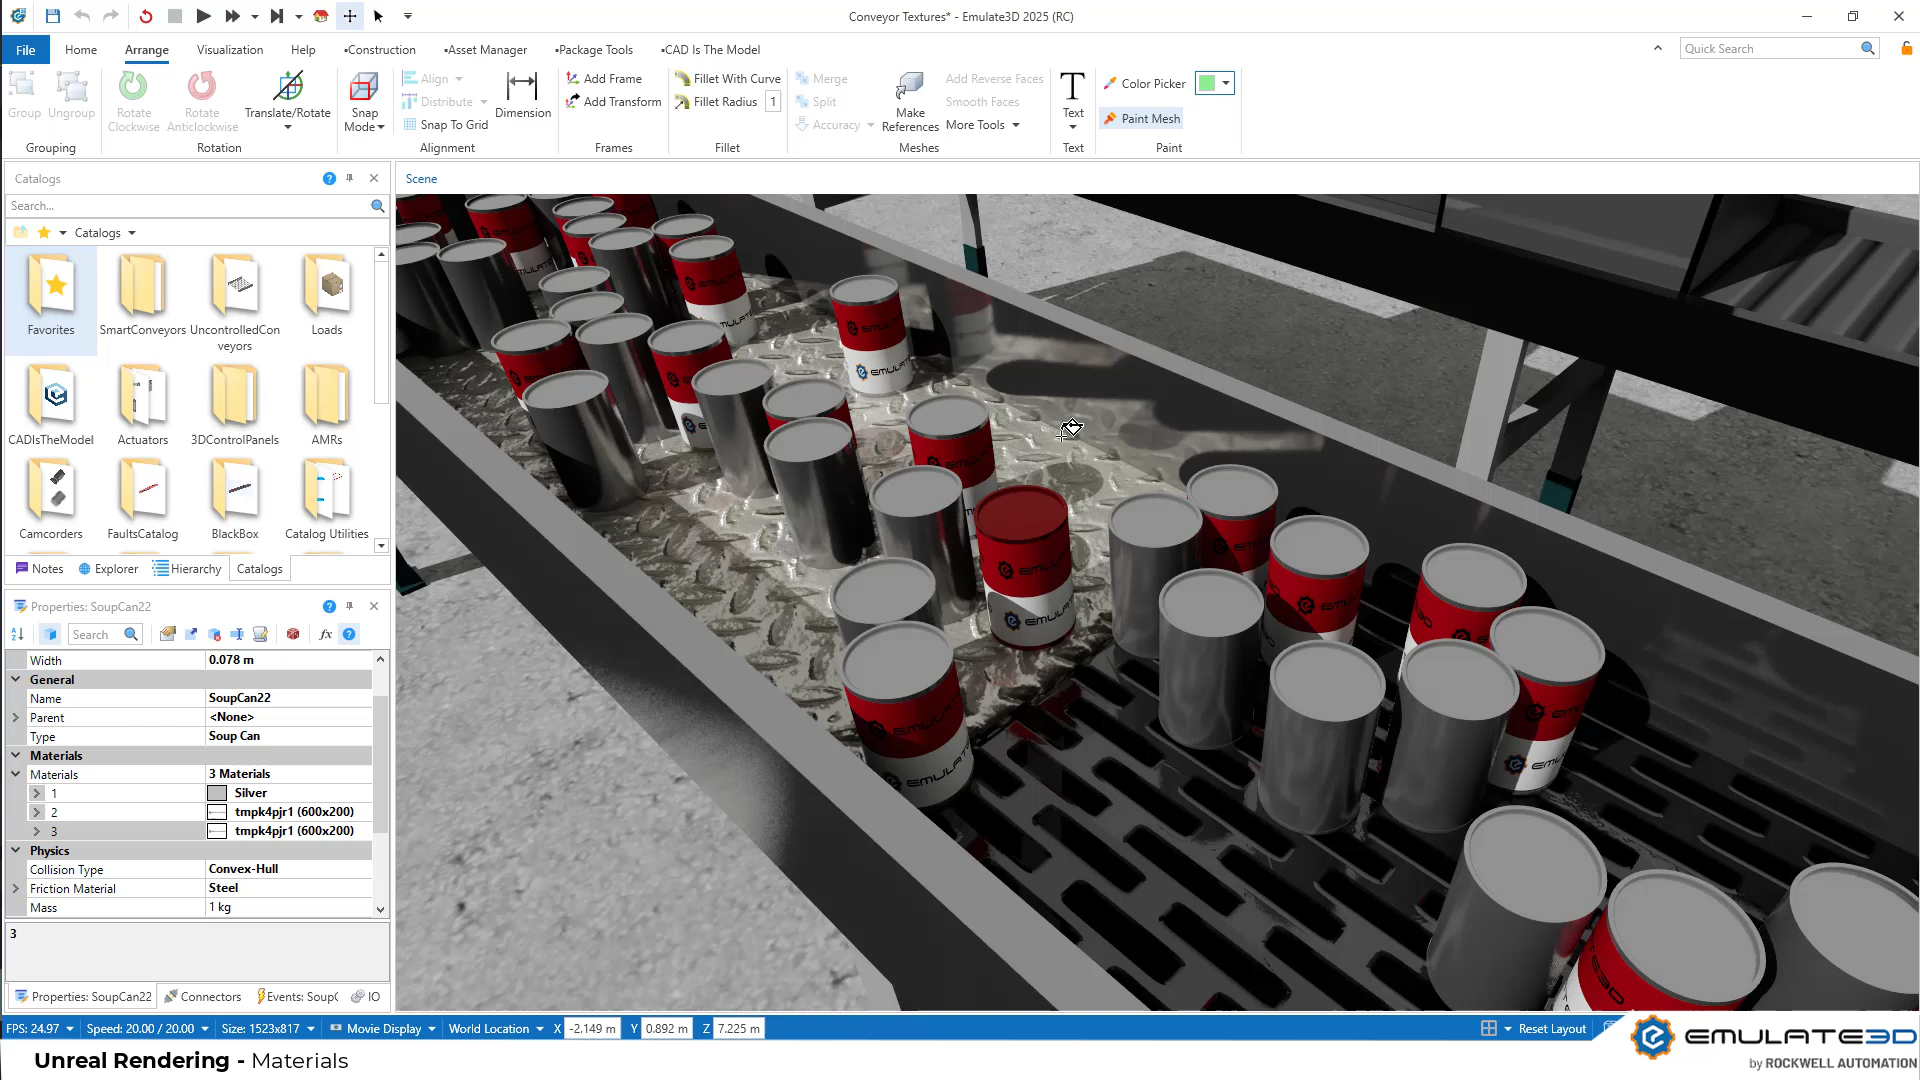 Conveyor Textures* - Emulate3D 2025 (RC)
File
Home
Arrange
Visualization
Help
•Construction
•Asset Manager
•Package Tools
•CAD Is The Model
Quick Search
Group
Ungroup
Rotate
Clockwise
Rotate
Anticlockwise
Translate/Rotate
Snap
Mode
Align
Distribute
Snap To Grid
Dimension
Add Frame
Add Transform
Fillet With Curve
Fillet Radius 1
Merge
Split
Accuracy
Make
References
Add Reverse Faces
Smooth Faces
More Tools
Text
Color Picker
Paint Mesh
Grouping
Rotation
Alignment
Frames
Fillet
Meshes
Text
Paint
Catalogs
Search...
Catalogs
Favorites
SmartConveyors
UncontrolledCon
veyors
Loads
CADIsTheModel
Actuators
3DControlPanels
AMRs
Camcorders
FaultsCatalog
BlackBox
Catalog Utilities
Notes
Explorer
Hierarchy
Catalogs
Properties: SoupCan22
Search
fx
Width 0.078 m
General
Name SoupCan22
Parent <None>
Type Soup Can
Materials
Materials 3 Materials
1 Silver
2 tmpk4pjr1 (600x200)
3 tmpk4pjr1 (600x200)
Physics
Collision Type Convex-Hull
Friction Material Steel
Mass 1 kg
3
Properties: SoupCan22
Connectors
Events: Soup
IO
Scene
FPS: 24.97
Speed: 20.00 / 20.00
Size: 1523x817
Movie Display
World Location
X -2.149 m
Y 0.892 m
Z 7.225 m
Reset Layout
Unreal Rendering - Materials
EMULATE3D
by ROCKWELL AUTOMATION